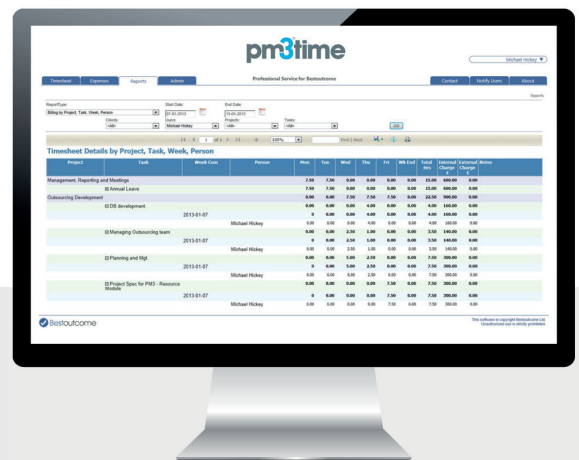 pm3time
Michael Hickey
Timesheet Expenses Reports Admin Professional Service for Bestoutcome Contact Notify Users About
Reports
ReportType: Start Date: End Date:
Billing by Project, Task, Week, Person 01-01-2013 13-01-2013
Clients: Users: Projects: Tasks:
<All> Michael Hickey <All> <All> GO
1 of 1 100% Find | Next
Timesheet Details by Project, Task, Week, Person
Project Task Week Com Person Mon Tue Wed Thu Fri Wk End Total Hrs Internal Charge £ External Charge £ Notes
Management, Reporting and Meetings 7.50 7.50 0.00 0.00 0.00 0.00 15.00 600.00 0.00
Annual Leave 7.50 7.50 0.00 0.00 0.00 0.00 15.00 600.00 0.00
Outsourcing Development 0.00 0.00 7.50 7.50 7.50 0.00 22.50 900.00 0.00
DB development 0.00 0.00 0.00 4.00 0.00 0.00 4.00 160.00 0.00
2013-01-07 0 0.00 0.00 4.00 0.00 0.00 4.00 160.00 0.00
Michael Hickey 0.00 0.00 0.00 4.00 0.00 0.00 4.00 160.00 0.00
Managing Outsourcing team 0.00 0.00 2.50 1.00 0.00 0.00 3.50 140.00 0.00
2013-01-07 0 0.00 2.50 1.00 0.00 0.00 3.50 140.00 0.00
Michael Hickey 0.00 0.00 2.50 1.00 0.00 0.00 3.50 140.00 0.00
Planning and Mgt. 0.00 0.00 5.00 2.50 0.00 0.00 7.50 300.00 0.00
2013-01-07 0 0.00 5.00 2.50 0.00 0.00 7.50 300.00 0.00
Michael Hickey 0.00 0.00 5.00 2.50 0.00 0.00 7.50 300.00 0.00
Project Spec for PM3 - Resource Module 0.00 0.00 0.00 0.00 7.50 0.00 7.50 300.00 0.00
2013-01-07 0 0.00 0.00 0.00 7.50 0.00 7.50 300.00 0.00
Michael Hickey 0.00 0.00 0.00 0.00 7.50 0.00 7.50 300.00 0.00
Bestoutcome
This software is copyright Bestoutcome Ltd
Unauthorized use is strictly prohibited